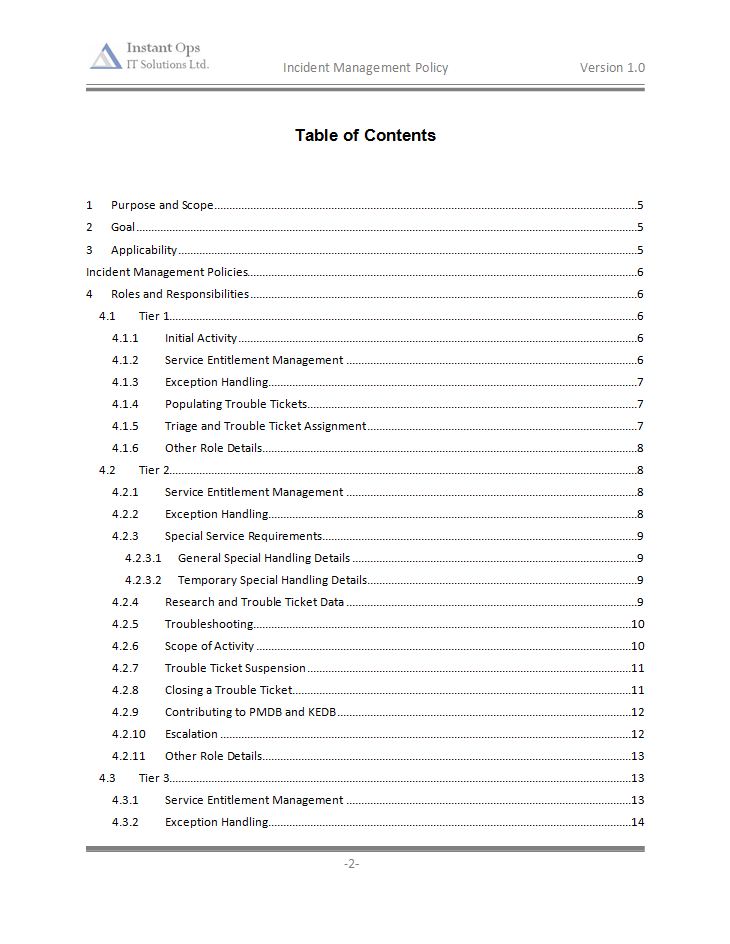 Instant Ops
IT Solutions Ltd.
Incident Management Policy Version 1.0
Table of Contents
1 Purpose and Scope 5
2 Goal 5
3 Applicability 5
Incident Management Policies 6
4 Roles and Responsibilities 6
4.1 Tier 1 6
4.1.1 Initial Activity 6
4.1.2 Service Entitlement Management 6
4.1.3 Exception Handling 7
4.1.4 Populating Trouble Tickets 7
4.1.5 Triage and Trouble Ticket Assignment 7
4.1.6 Other Role Details 8
4.2 Tier 2 8
4.2.1 Service Entitlement Management 8
4.2.2 Exception Handling 8
4.2.3 Special Service Requirements 9
4.2.3.1 General Special Handling Details 9
4.2.3.2 Temporary Special Handling Details 9
4.2.4 Research and Trouble Ticket Data 9
4.2.5 Troubleshooting 10
4.2.6 Scope of Activity 10
4.2.7 Trouble Ticket Suspension 11
4.2.8 Closing a Trouble Ticket 11
4.2.9 Contributing to PMDB and KEDB 12
4.2.10 Escalation 12
4.2.11 Other Role Details 13
4.3 Tier 3 13
4.3.1 Service Entitlement Management 13
4.3.2 Exception Handling 14
-2-